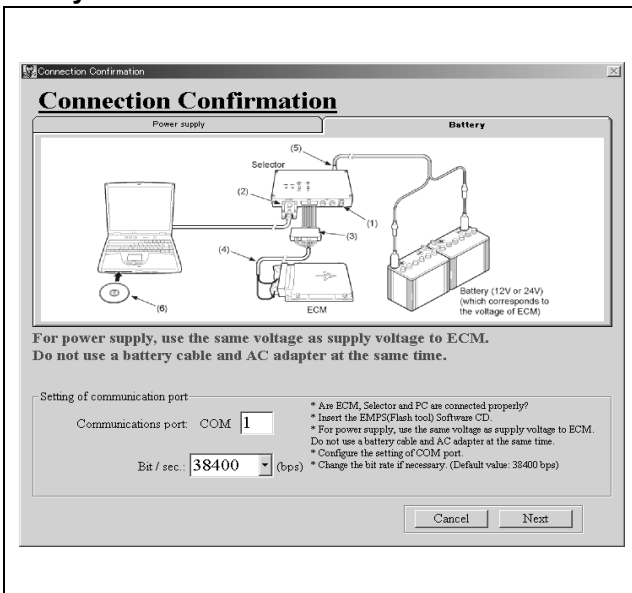 Connection Confirmation
Connection Confirmation
Power supply
Battery
(5)
Selector
(2)
(1)
(3)
(4)
(6)
ECM
Battery (12V or 24V)
(which corresponds to
the voltage of ECM)
For power supply, use the same voltage as supply voltage to ECM.
Do not use a battery cable and AC adapter at the same time.
Setting of communication port
Communications port: COM 1
Bit / sec.: 38400 (bps)
* Are ECM, Selector and PC are connected properly?
* Insert the EMPS(Flash tool) Software CD.
* For power supply, use the same voltage as supply voltage to ECM.
Do not use a battery cable and AC adapter at the same time.
* Configure the setting of COM port.
* Change the bit rate if necessary. (Default value: 38400 bps)
Cancel
Next